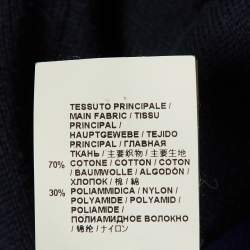 TESSUTO PRINCIPALE /
MAIN FABRIC / TISSU
PRINCIPAL /
HAUPTGEWEBE / TEJIDO
PRINCIPAL / ГЛАВНАЯ
ТКАНЬ / 主要织物 / 主要素材
70% COTONE / COTTON / COTON
/ BAUMWOLLE / ALGODÓN /
ХЛОПОК / 棉 / 綿
30% POLIAMMIDICA / NYLON /
POLYAMIDE / POLYAMID /
POLIAMIDE /
ПОЛИАМИДНОЕ ВОЛОКНО
/ 锦纶 / ナイロン